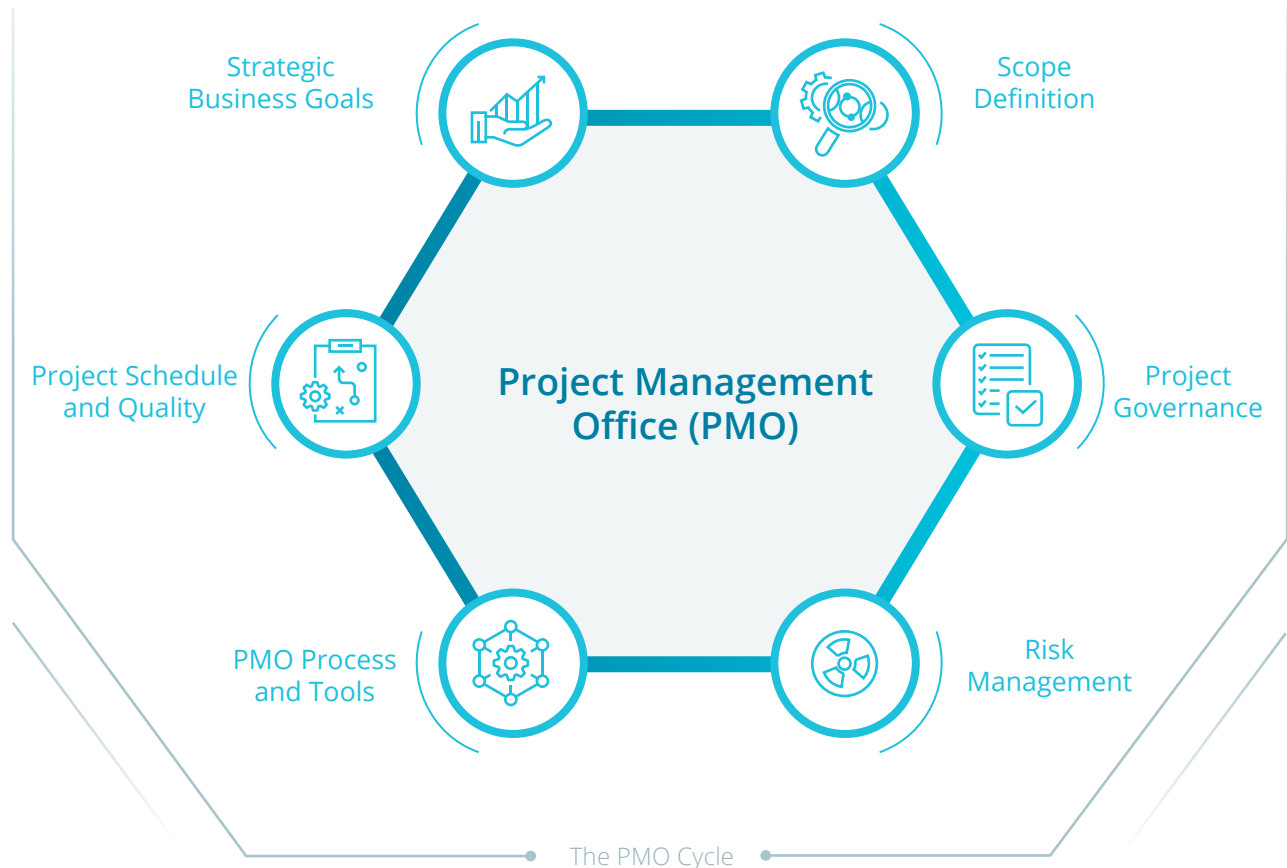 Strategic
Business Goals
Scope
Definition
Project Schedule
and Quality
Project Management
Office (PMO)
Project
Governance
PMO Process
and Tools
Risk
Management
The PMO Cycle